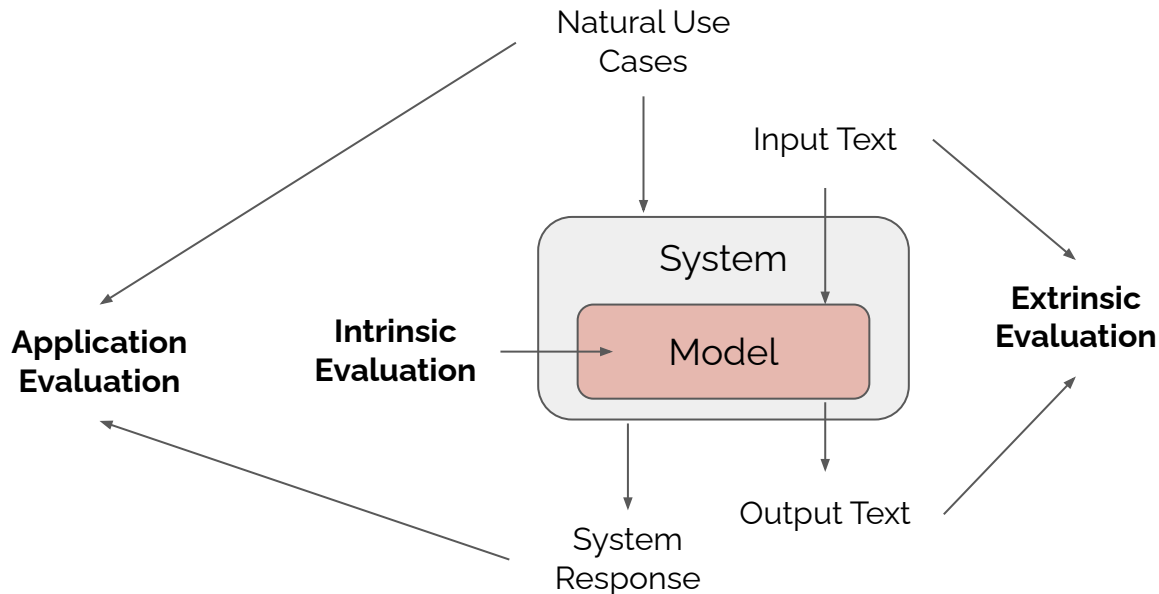 Natural Use
Cases
Input Text
System
Extrinsic
Evaluation
Intrinsic
Evaluation
Application
Evaluation
Model
Output Text
System
Response